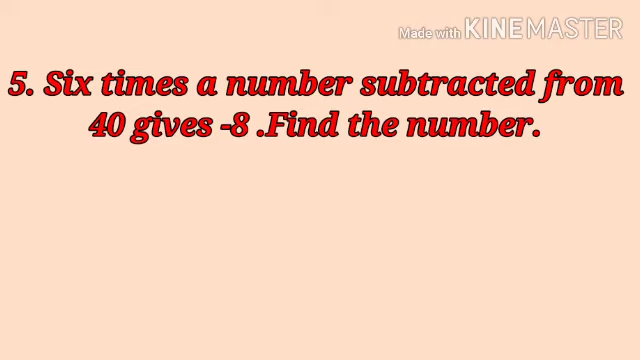 Made with KINEMASTER
5. Six times a number subtracted from
40 gives -8 .Find the number.